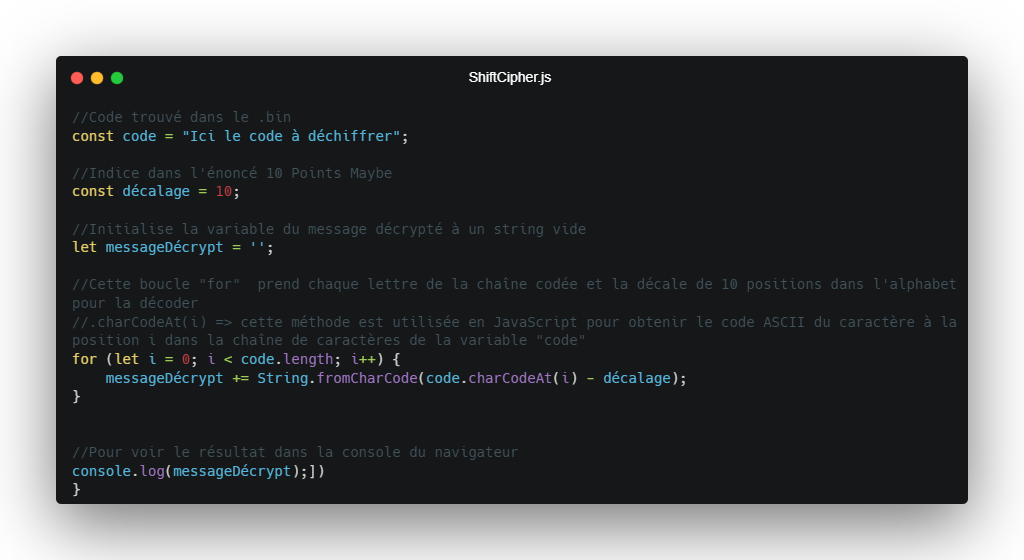 ShiftCipher.js
//Code trouvé dans le .bin
const code = "Ici le code à déchiffrer";
//Indice dans l'énoncé 10 Points Maybe
const décalage = 10;
//Initialise la variable du message décrypté à un string vide
let messageDécrypt = '';
//Cette boucle "for"  prend chaque lettre de la chaîne codée et la décale de 10 positions dans l'alphabet
pour la décoder
//.charCodeAt(i) => cette méthode est utilisée en JavaScript pour obtenir le code ASCII du caractère à la
position i dans la chaîne de caractères de la variable "code"
for (let i = 0; i < code.length; i++) {
    messageDécrypt += String.fromCharCode(code.charCodeAt(i) - décalage);
}
//Pour voir le résultat dans la console du navigateur
console.log(messageDécrypt);])
}